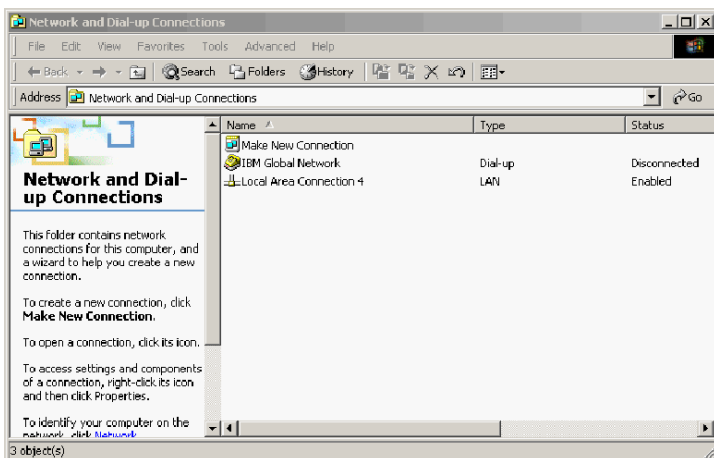 Network and Dial-up Connections
File Edit View Favorites Tools Advanced Help
Back Search Folders History
Address Network and Dial-up Connections Go
Name Type Status
Make New Connection
IBM Global Network Dial-up Disconnected
Local Area Connection 4 LAN Enabled
Network and Dial-
up Connections
This folder contains network
connections for this computer, and
a wizard to help you create a new
connection.
To create a new connection, click
Make New Connection.
To open a connection, click its icon.
To access settings and components
of a connection, right-click its icon
and then click Properties.
To identify your computer on the
network, click Network
3 object(s)